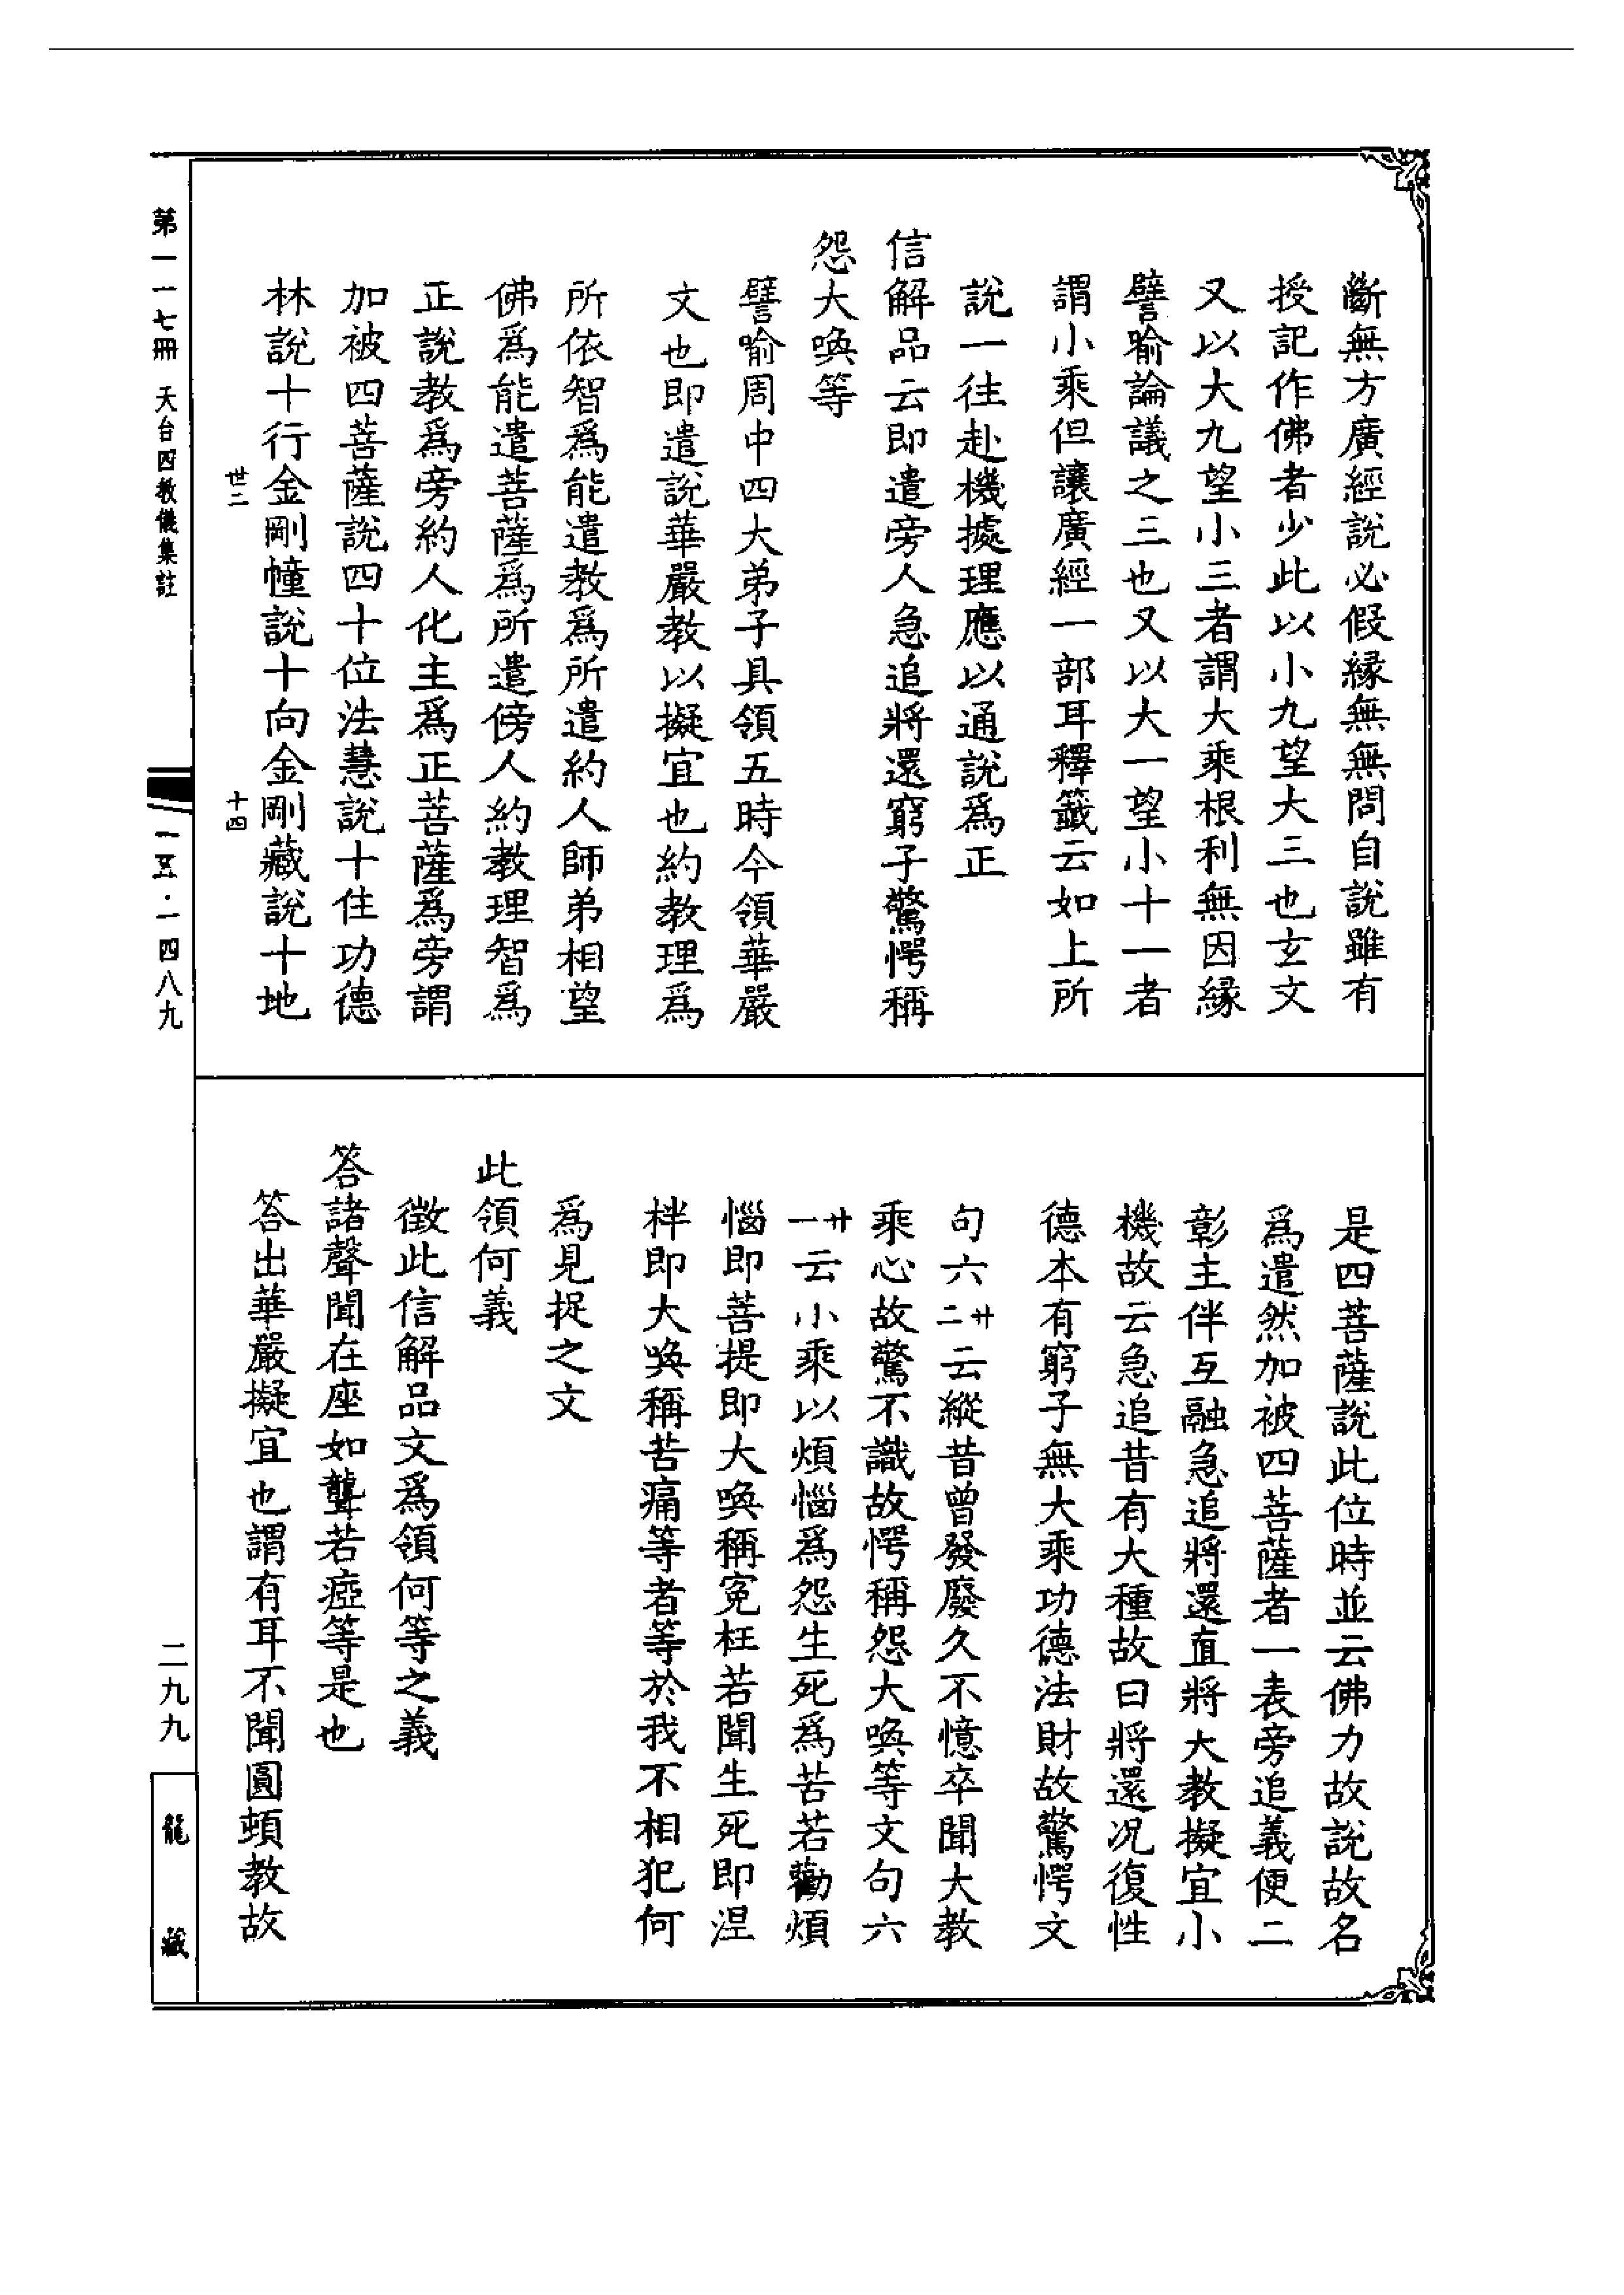 斷無方廣經說必假縁無無問自說雖有
授記作佛者少此以小九望大三也玄文
又以大九望小三者謂大乘根利無因縁
譬喻論議之三也又以大一望小十一者
謂小乘但讓廣經一部耳釋籤云如上所
說一往赴機據理應以通說爲正
信解品云即遣旁人急追將還窮子驚愕稱
怨大喚等
譬喻周中四大弟子具領五時今領華嚴
文也即遣說華嚴教以擬宜也約教理爲
所依智爲能遣教爲所遣約人師弟相望
佛爲能遣菩薩爲所遣傍人約教理智爲
正說教爲旁約人化主爲正菩薩爲旁謂
加被四菩薩說四十位法慧說十住功德
林說十行金剛幢說十向金剛藏說十地
世二 十四
是四菩薩說此位時並云佛力故說故名
爲遣然加被四菩薩者一表旁追義便二
彰主伴互融急追將還直將大教擬宜小
機故云急追昔有大種故曰將還况復性
德本有窮子無大乘功德法財故驚愕文
句六廿二云縱昔曾發廢久不憶卒聞大教
乘心故驚不識故愕稱怨大喚等文句六
廿一云小乘以煩惱爲怨生死爲苦若勸煩
惱即菩提即大喚稱寃枉若聞生死即涅
柈即大喚稱苦痛等者等於我不相犯何
爲見捉之文
此領何義
徴此信解品文爲領何等之義
答諸聲聞在座如聾若瘂等是也
答出華嚴擬宜也謂有耳不聞圓頓教故
第一一七冊 天台四教儀集註
一五·一四八九
二九九
龍藏